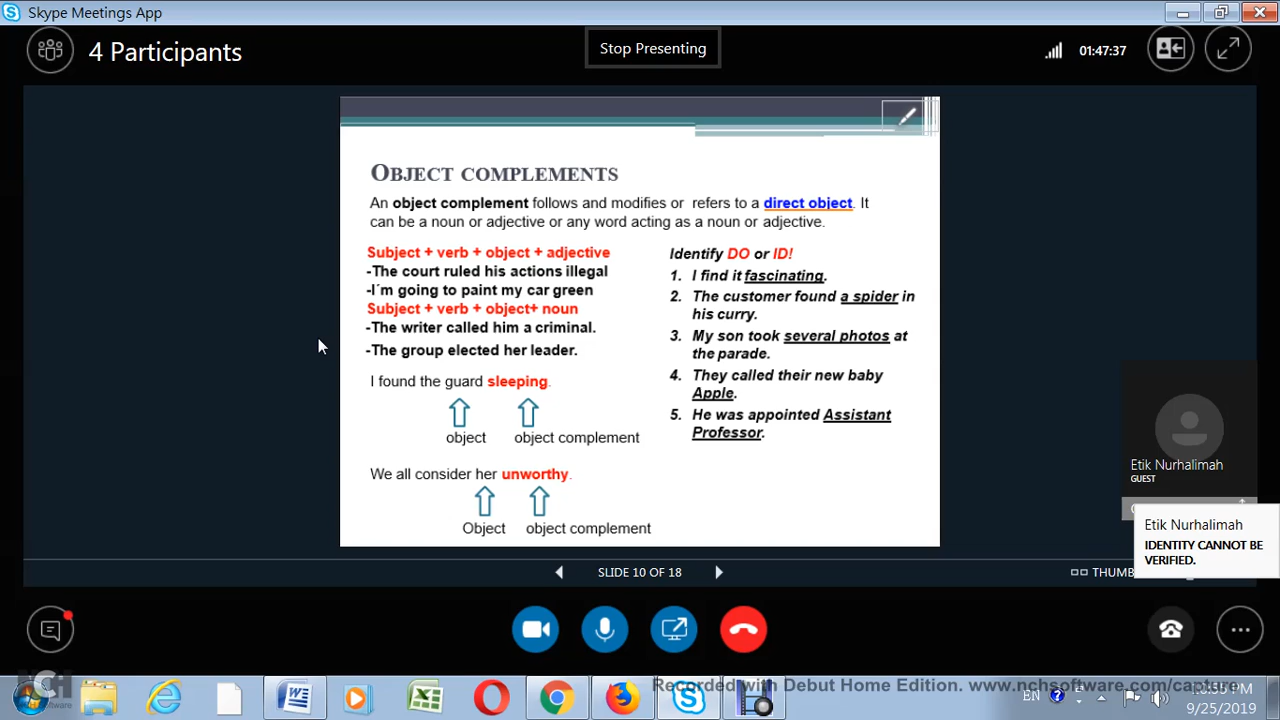 Skype Meetings App
4 Participants
Stop Presenting
01:47:37
OBJECT COMPLEMENTS
An object complement follows and modifies or refers to a direct object. It
can be a noun or adjective or any word acting as a noun or adjective.
Subject + verb + object + adjective
-The court ruled his actions illegal
-I´m going to paint my car green
Subject + verb + object+ noun
-The writer called him a criminal.
-The group elected her leader.
I found the guard sleeping.
object object complement
We all consider her unworthy.
Object object complement
Identify DO or ID!
1. I find it fascinating.
2. The customer found a spider in
his curry.
3. My son took several photos at
the parade.
4. They called their new baby
Apple.
5. He was appointed Assistant
Professor.
Etik Nurhalimah
GUEST
Etik Nurhalimah
IDENTITY CANNOT BE
VERIFIED.
SLIDE 10 OF 18
THUMB
Recorded with Debut Home Edition. www.nchsoftware.com/capture
NCH
EN
10:55 PM
9/25/2019